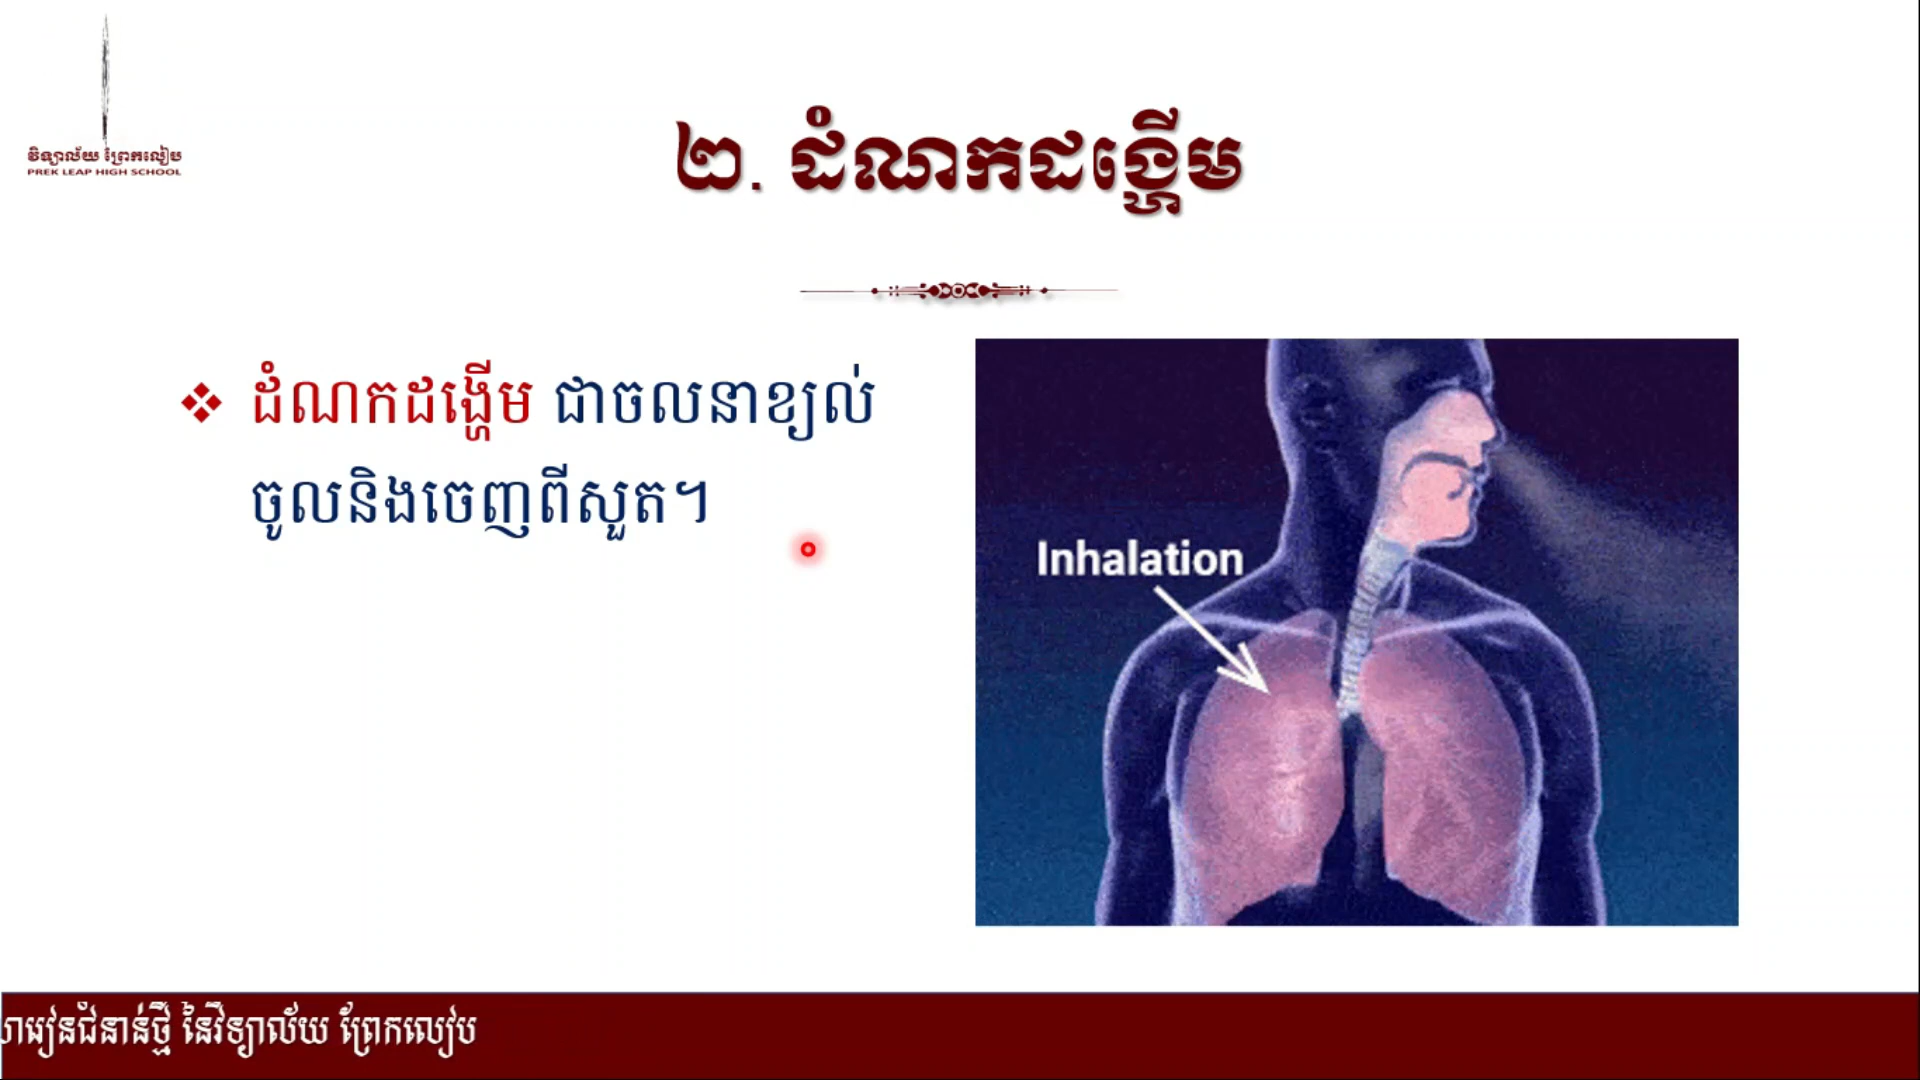 វិទ្យាល័យ ព្រែកលៀប
PREK LEAP HIGH SCHOOL
២. ដំណកដង្ហើម
ដំណកដង្ហើម ជាចលនាខ្យល់
ចូលនិងចេញពីសួត។
Inhalation
រៀនជំនាន់ថ្មី នៃវិទ្យាល័យ ព្រែកលៀប